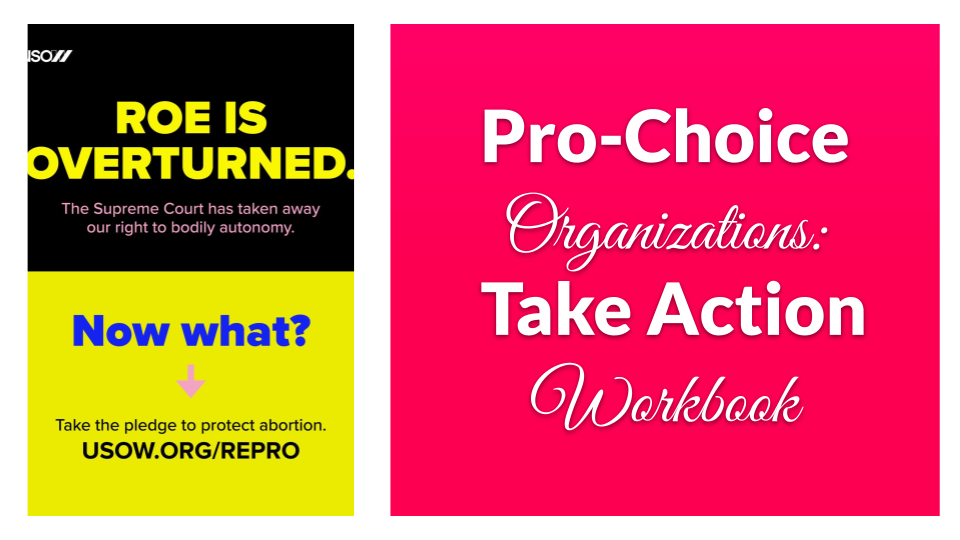 USOW
ROE IS
OVERTURNED.
The Supreme Court has taken away
our right to bodily autonomy.
Now what?
Take the pledge to protect abortion.
USOW.ORG/REPRO
Pro-Choice
Organizations:
Take Action
Workbook